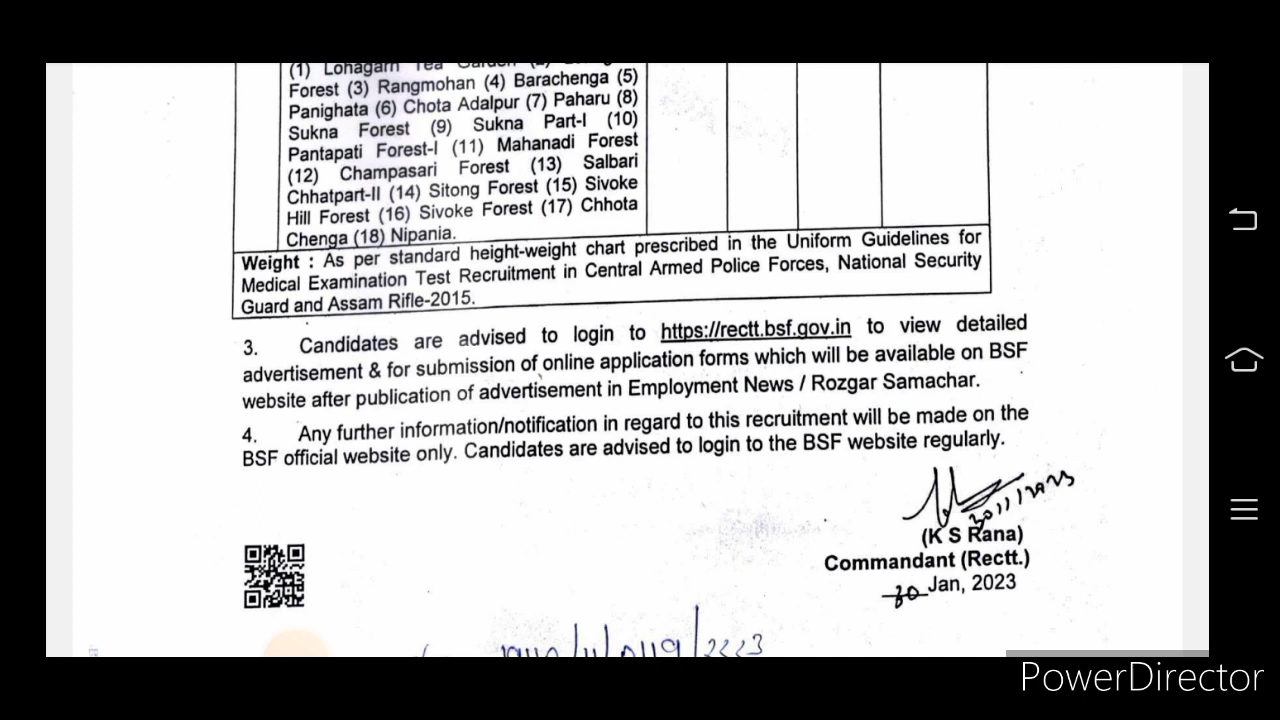 (1) Lohagarh Tea Garden (2)
Forest (3) Rangmohan (4) Barachenga (5)
Panighata (6) Chota Adalpur (7) Paharu (8)
Sukna Forest (9) Sukna Part-I (10)
Pantapati Forest-I (11) Mahanadi Forest
(12) Champasari Forest (13) Salbari
Chhatpart-II (14) Sitong Forest (15) Sivoke
Hill Forest (16) Sivoke Forest (17) Chhota
Chenga (18) Nipania.
Weight : As per standard height-weight chart prescribed in the Uniform Guidelines for
Medical Examination Test Recruitment in Central Armed Police Forces, National Security
Guard and Assam Rifle-2015.
3. Candidates are advised to login to https://rectt.bsf.gov.in to view detailed
advertisement & for submission of online application forms which will be available on BSF
website after publication of advertisement in Employment News / Rozgar Samachar.
4. Any further information/notification in regard to this recruitment will be made on the
BSF official website only. Candidates are advised to login to the BSF website regularly.
(K S Rana)
Commandant (Rectt.)
30 Jan, 2023
PowerDirector